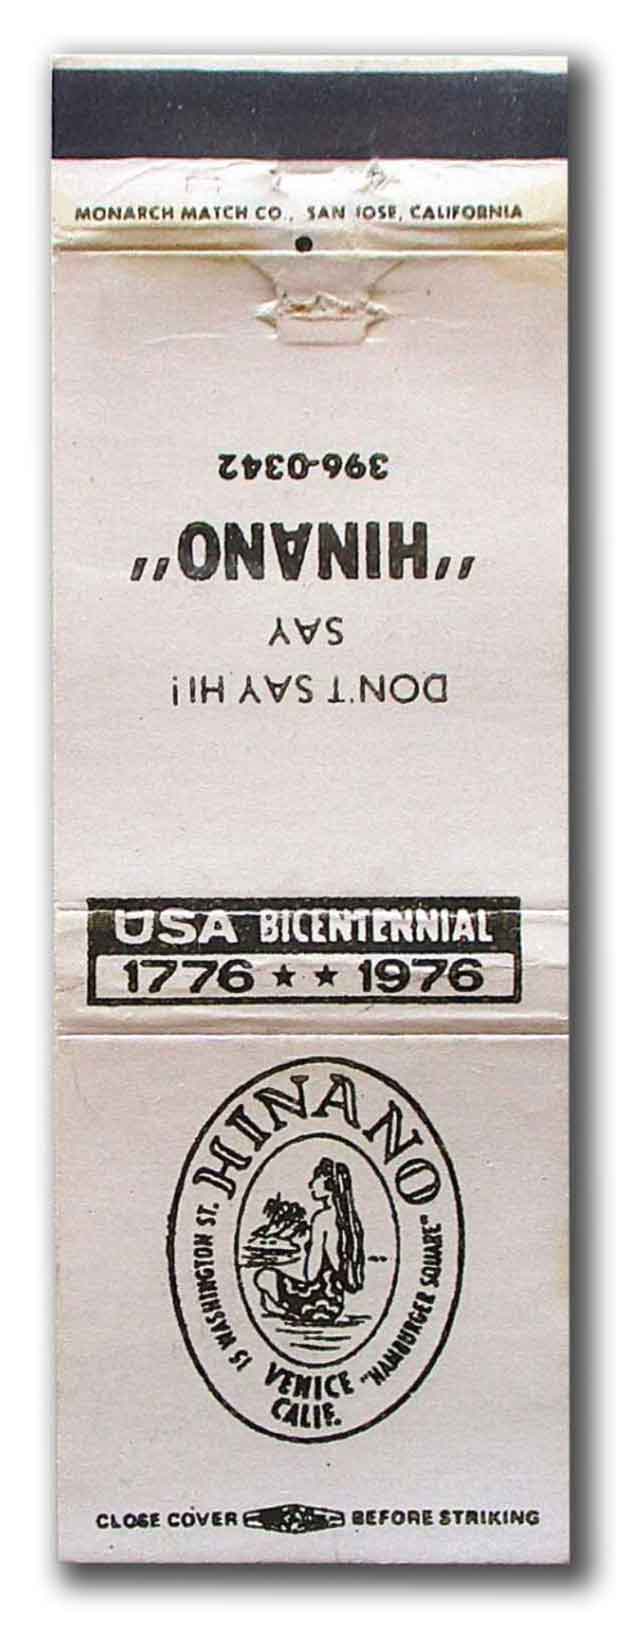 MONARCH MATCH CO., SAN JOSE, CALIFORNIA
DON'T SAY HI!
SAY
"HINANO"
396-0342
USA BICENTENNIAL
1776 ★ ★ 1976
HINANO
15 WASHINGTON ST.
VENICE
CALIF.
"HAMBURGER SQUARE"
CLOSE COVER BEFORE STRIKING